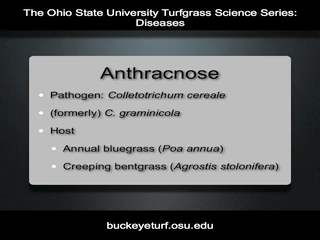 The Ohio State University Turfgrass Science Series:
Diseases
Anthracnose
• Pathogen: Colletotrichum cereale
• (formerly) C. graminicola
• Host
• Annual bluegrass (Poa annua)
• Creeping bentgrass (Agrostis stolonifera)
buckeyeturf.osu.edu